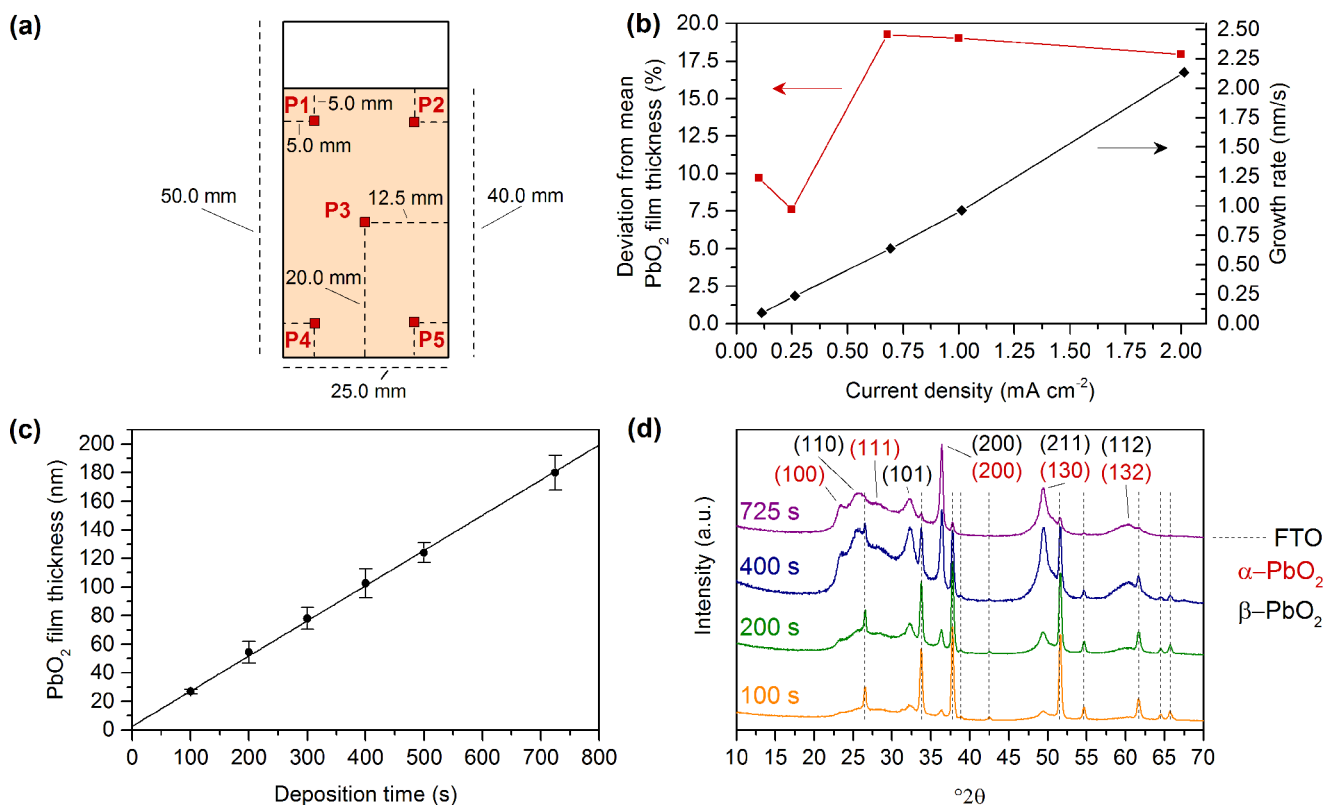 (a)
P1
5.0 mm
P2
5.0 mm
50.0 mm
P3
12.5 mm
40.0 mm
20.0 mm
P4
P5
25.0 mm
(b)
Deviation from mean
PbO₂ film thickness (%)
20.0
17.5
15.0
12.5
10.0
7.5
5.0
2.5
0.0
2.50
2.25
2.00
1.75
1.50
1.25
1.00
0.75
0.50
0.25
0.00
Growth rate (nm/s)
0.00 0.25 0.50 0.75 1.00 1.25 1.50 1.75 2.00
Current density (mA cm⁻²)
(c)
PbO₂ film thickness (nm)
210
200
180
160
140
120
100
80
60
40
20
0
0 100 200 300 400 500 600 700 800
Deposition time (s)
(d)
Intensity (a.u.)
(110) (200) (211) (112)
(111)
(100) (101) (200) (130) (132)
725 s
400 s
200 s
100 s
FTO
α–PbO₂
β–PbO₂
10 15 20 25 30 35 40 45 50 55 60 65 70
°2θ